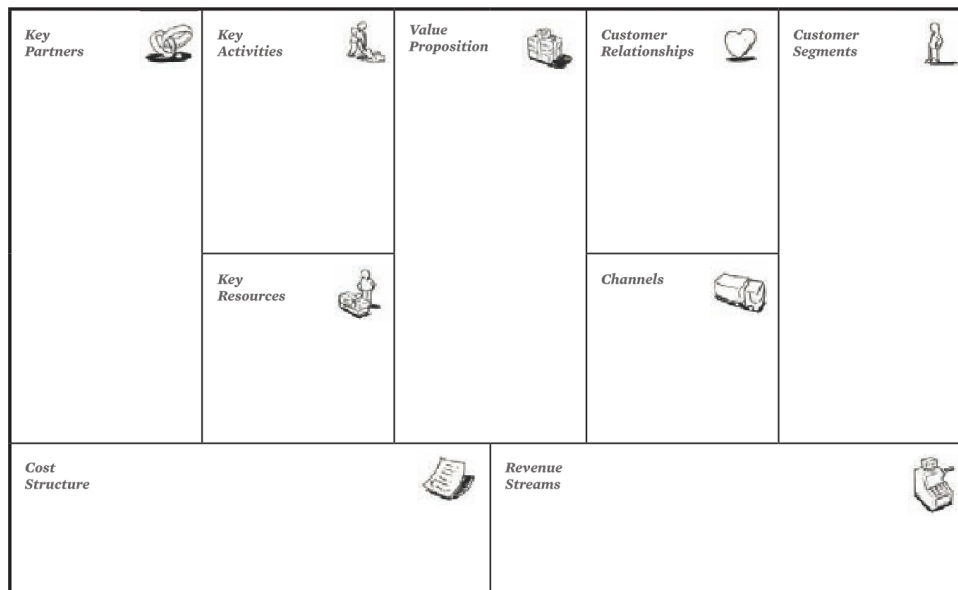 Key
Partners
Key
Activities
Value
Proposition
Customer
Relationships
Customer
Segments
Key
Resources
Channels
Cost
Structure
Revenue
Streams